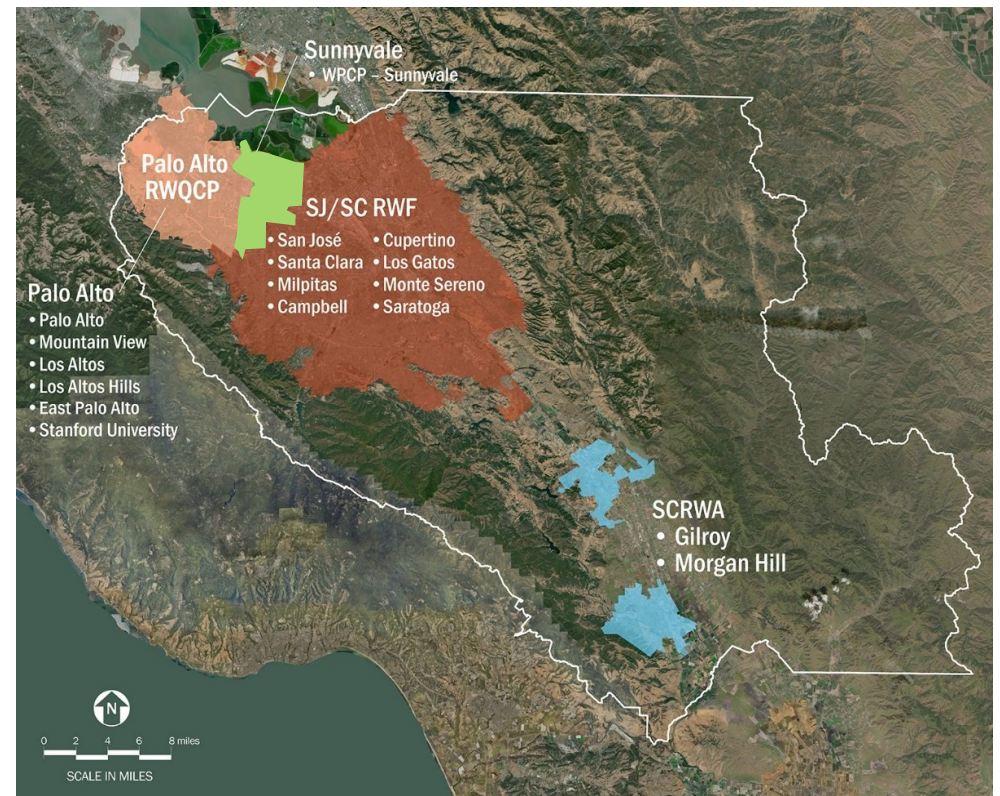 Sunnyvale
• WPCP – Sunnyvale
Palo Alto
RWQCP
SJ/SC RWF
• San José
• Santa Clara
• Milpitas
• Campbell
• Cupertino
• Los Gatos
• Monte Sereno
• Saratoga
Palo Alto
• Palo Alto
• Mountain View
• Los Altos
• Los Altos Hills
• East Palo Alto
• Stanford University
SCRWA
• Gilroy
• Morgan Hill
N
0 2 4 6 8 miles
SCALE IN MILES